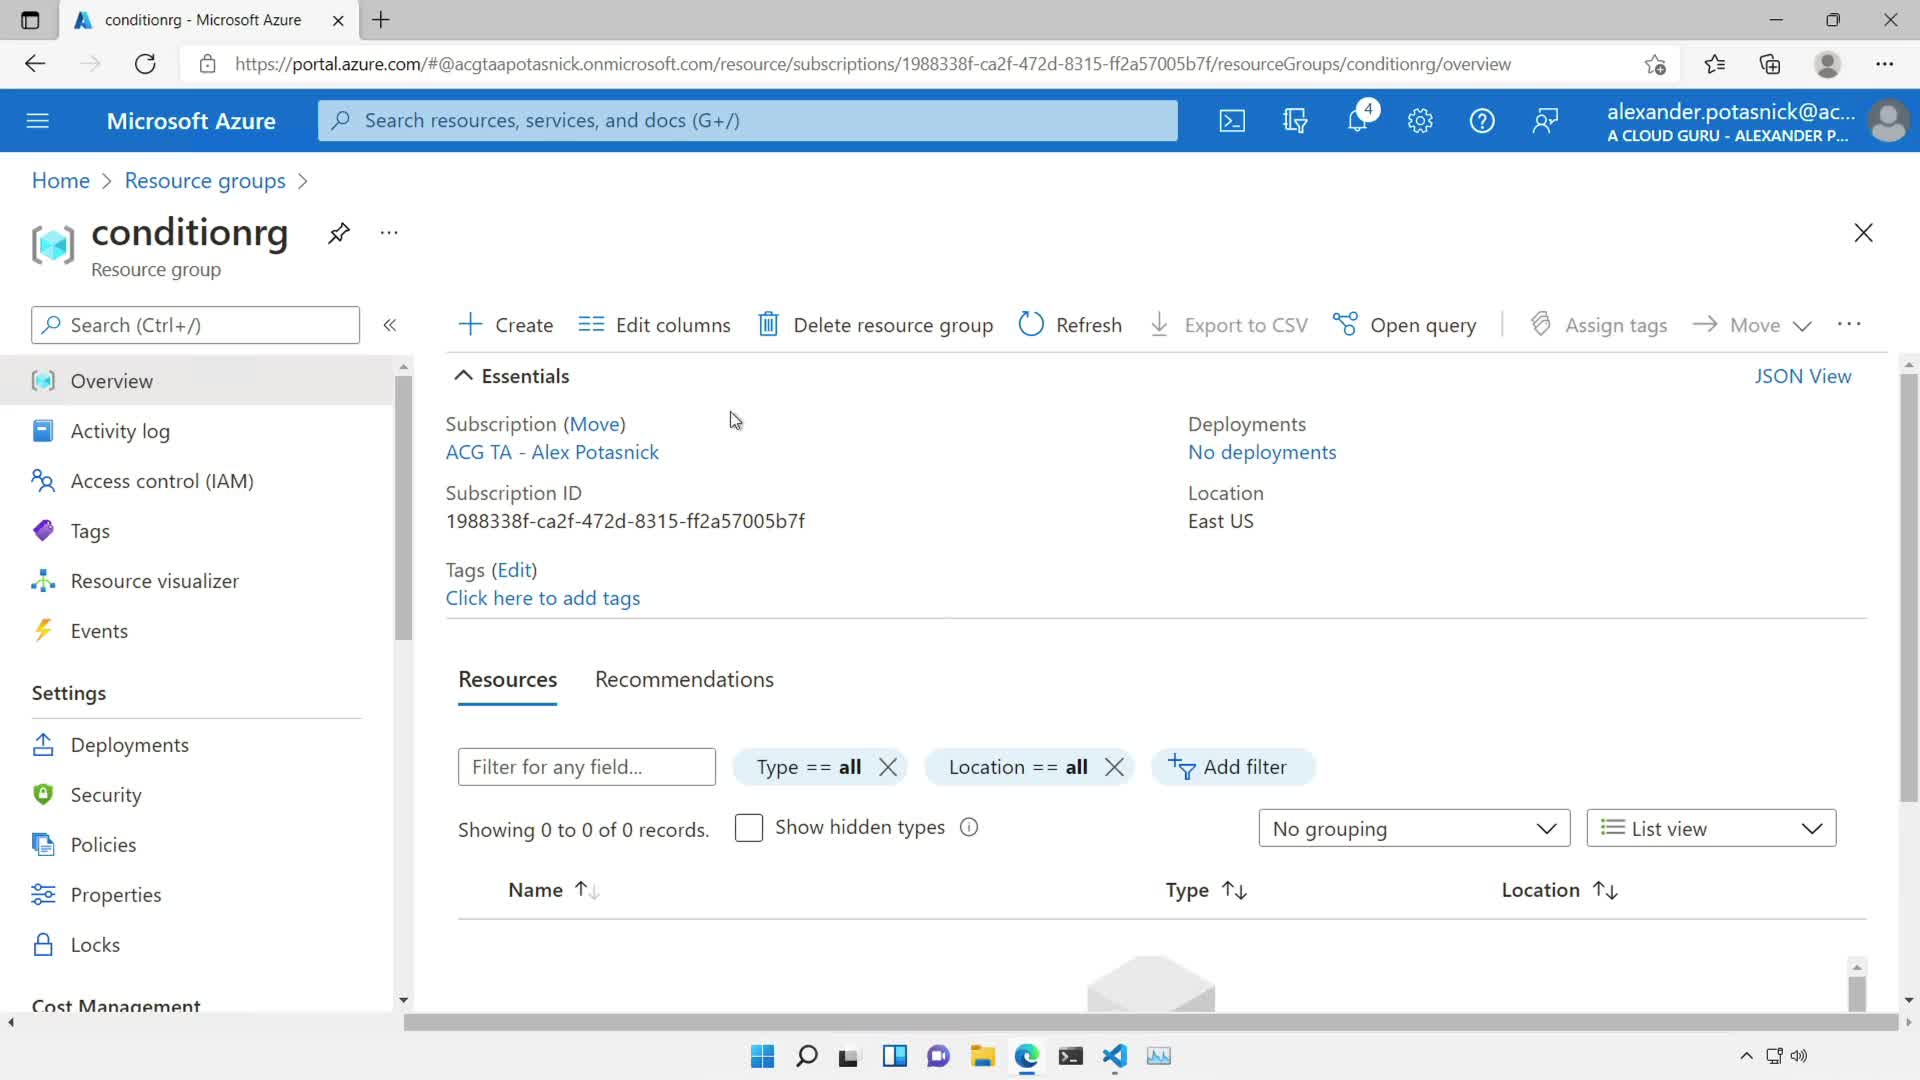 conditionrg - Microsoft Azure
https://portal.azure.com/#@acgtaapotasnick.onmicrosoft.com/resource/subscriptions/1988338f-ca2f-472d-8315-ff2a57005b7f/resourceGroups/conditionrg/overview
Microsoft Azure
Search resources, services, and docs (G+/)
4
alexander.potasnick@ac...
A CLOUD GURU - ALEXANDER P...
Home > Resource groups >
conditionrg
Resource group
Search (Ctrl+/)
Create
Edit columns
Delete resource group
Refresh
Export to CSV
Open query
Assign tags
Move
Overview
Activity log
Access control (IAM)
Tags
Resource visualizer
Events
Settings
Deployments
Security
Policies
Properties
Locks
Cost Management
Essentials
JSON View
Subscription (Move)
ACG TA - Alex Potasnick
Subscription ID
1988338f-ca2f-472d-8315-ff2a57005b7f
Tags (Edit)
Click here to add tags
Deployments
No deployments
Location
East US
Resources
Recommendations
Filter for any field...
Type == all
Location == all
Add filter
Showing 0 to 0 of 0 records.
Show hidden types
No grouping
List view
Name
Type
Location